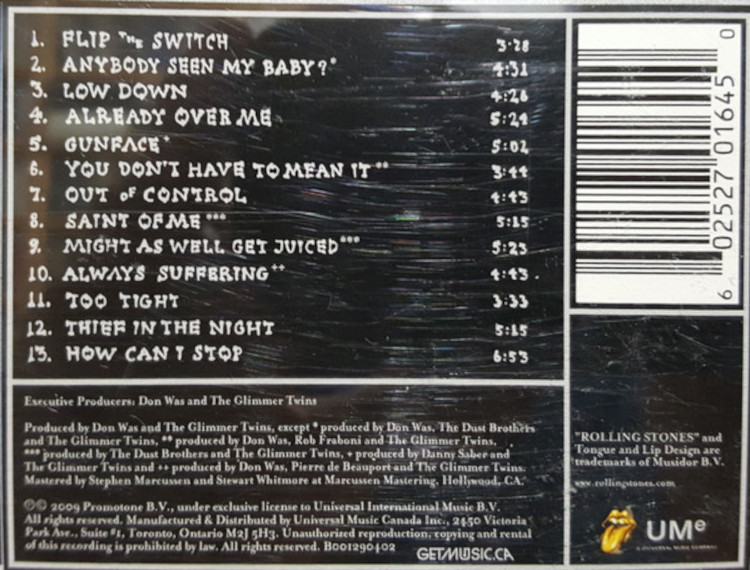 1. FLIP THE SWITCH 3:28
2. ANYBODY SEEN MY BABY?* 4:31
3. LOW DOWN 4:26
4. ALREADY OVER ME 5:24
5. GUNFACE+ 5:02
6. YOU DON'T HAVE TO MEAN IT** 3:44
7. OUT OF CONTROL 4:43
8. SAINT OF ME*** 5:15
9. MIGHT AS WELL GET JUICED*** 5:23
10. ALWAYS SUFFERING++ 4:43
11. TOO TIGHT 3:33
12. THIEF IN THE NIGHT 5:15
13. HOW CAN I STOP 6:53
Executive Producers: Don Was and The Glimmer Twins
Produced by Don Was and The Glimmer Twins, except * produced by Don Was, The Dust Brothers
and The Glimmer Twins, ** produced by Don Was, Rob Fraboni and The Glimmer Twins,
*** produced by The Dust Brothers and The Glimmer Twins, + produced by Danny Saber and
The Glimmer Twins and ++ produced by Don Was, Pierre de Beauport and The Glimmer Twins.
Mastered by Stephen Marcussen and Stewart Whitmore at Marcussen Mastering, Hollywood, CA.
℗© 2009 Promotone B.V., under exclusive license to Universal International Music B.V.
All rights reserved. Manufactured & Distributed by Universal Music Canada Inc., 2450 Victoria
Park Ave., Suite #1, Toronto, Ontario M2J 5H3. Unauthorized reproduction, copying and rental
of this recording is prohibited by law. All rights reserved. B001290402
GETMUSIC.CA
6 02527 01645 0
"ROLLING STONES" and
Tongue and Lip Design are
trademarks of Musidor B.V.
www.rollingstones.com
UMe
A UNIVERSAL MUSIC COMPANY